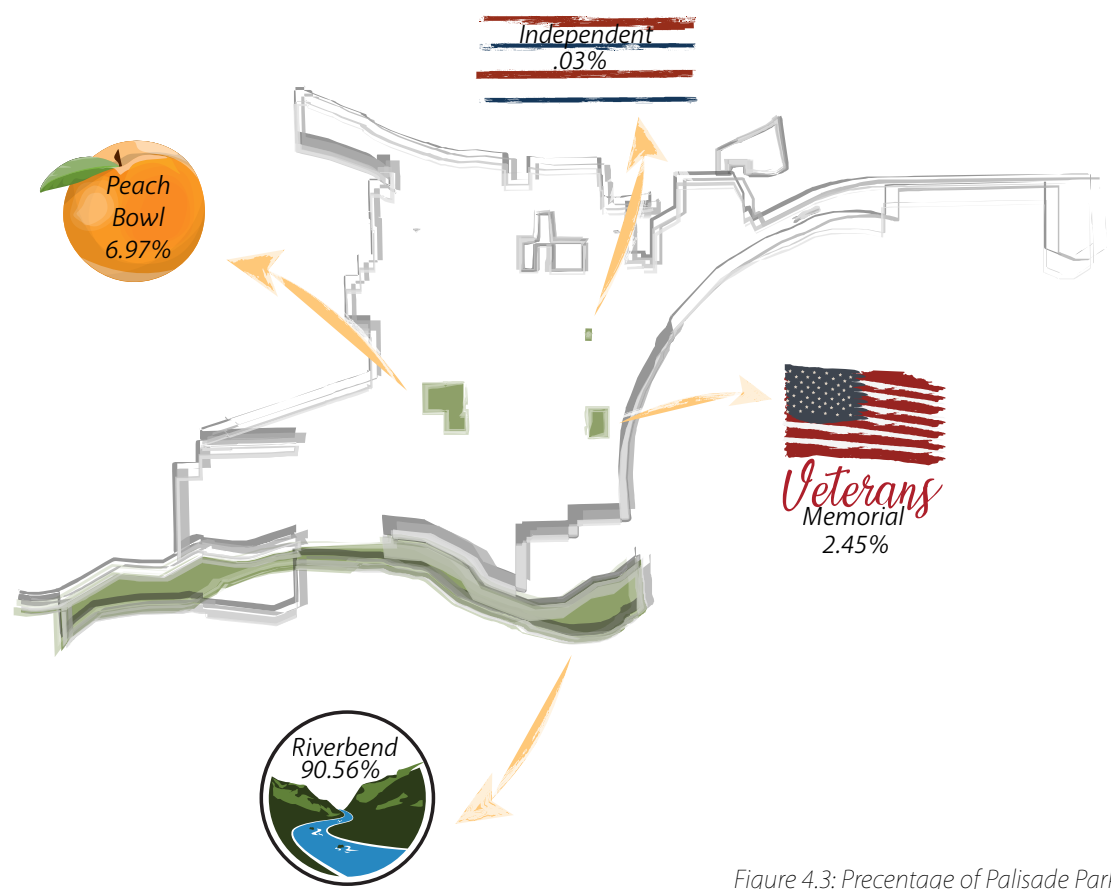 Independent
.03%
Peach
Bowl
6.97%
Veterans
Memorial
2.45%
Riverbend
90.56%
Figure 4.3: Precentage of Palisade Park